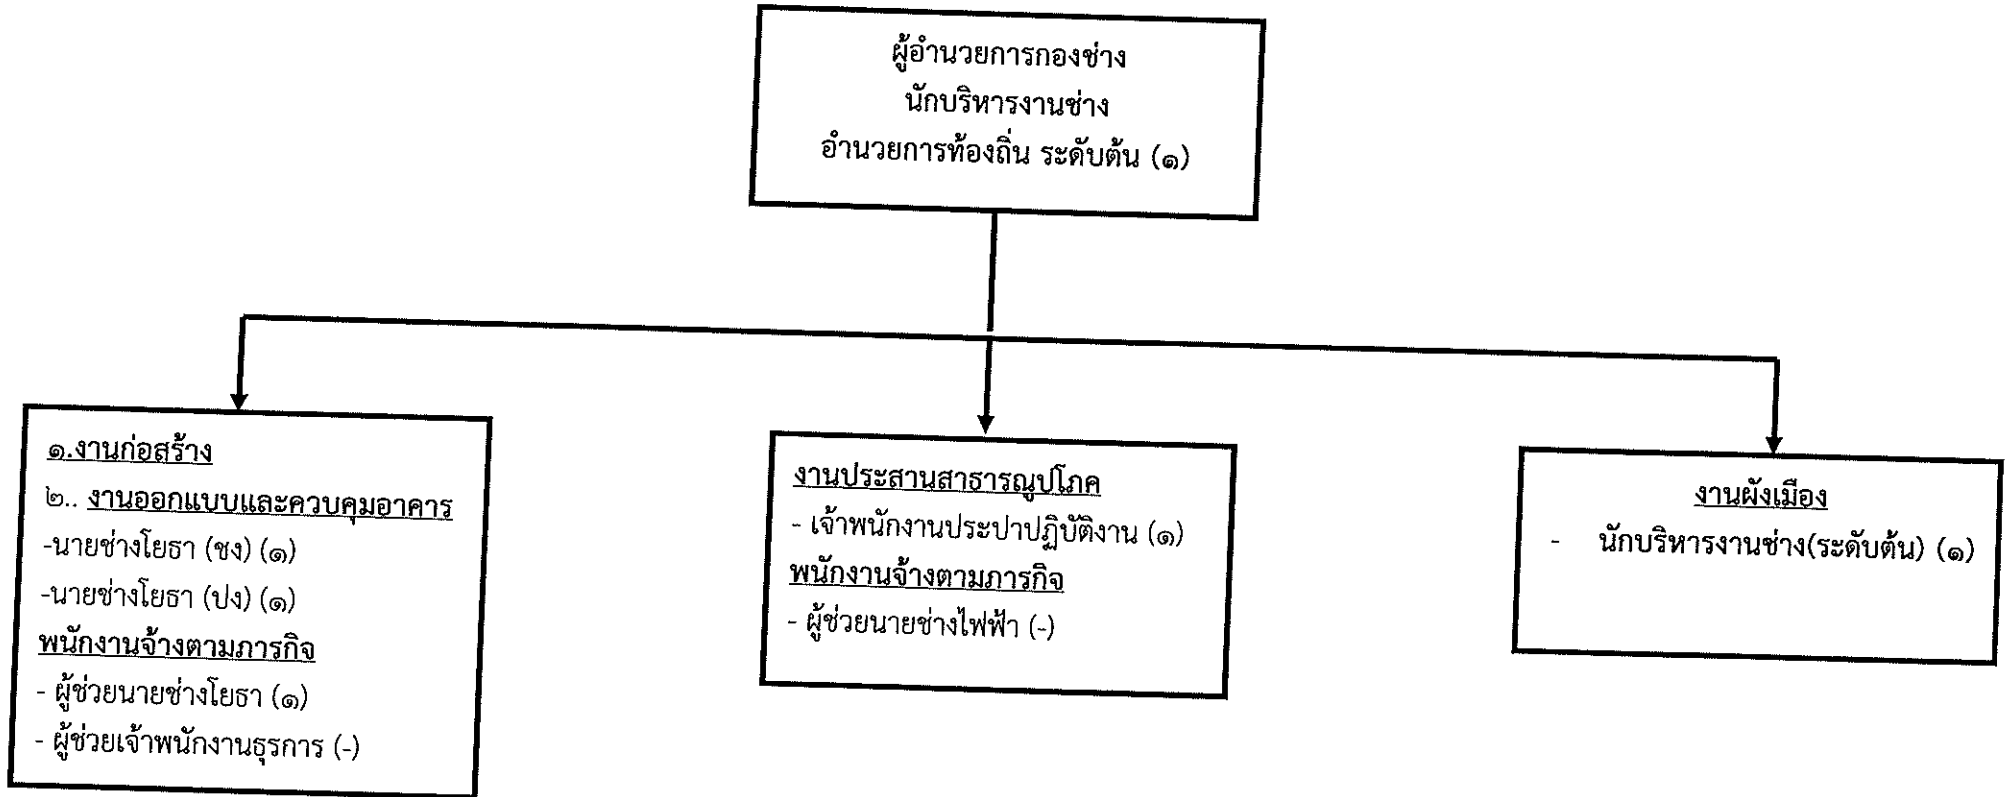 ผู้อำนวยการกองช่าง
นักบริหารงานช่าง
อำนวยการท้องถิ่น ระดับต้น (๑)
๑.งานก่อสร้าง
๒.. งานออกแบบและควบคุมอาคาร
-นายช่างโยธา (ชง) (๑)
-นายช่างโยธา (ปง) (๑)
พนักงานจ้างตามภารกิจ
- ผู้ช่วยนายช่างโยธา (๑)
- ผู้ช่วยเจ้าพนักงานธุรการ (-)
งานประสานสาธารณูปโภค
- เจ้าพนักงานประปาปฏิบัติงาน (๑)
พนักงานจ้างตามภารกิจ
- ผู้ช่วยนายช่างไฟฟ้า (-)
งานผังเมือง
- นักบริหารงานช่าง(ระดับต้น) (๑)